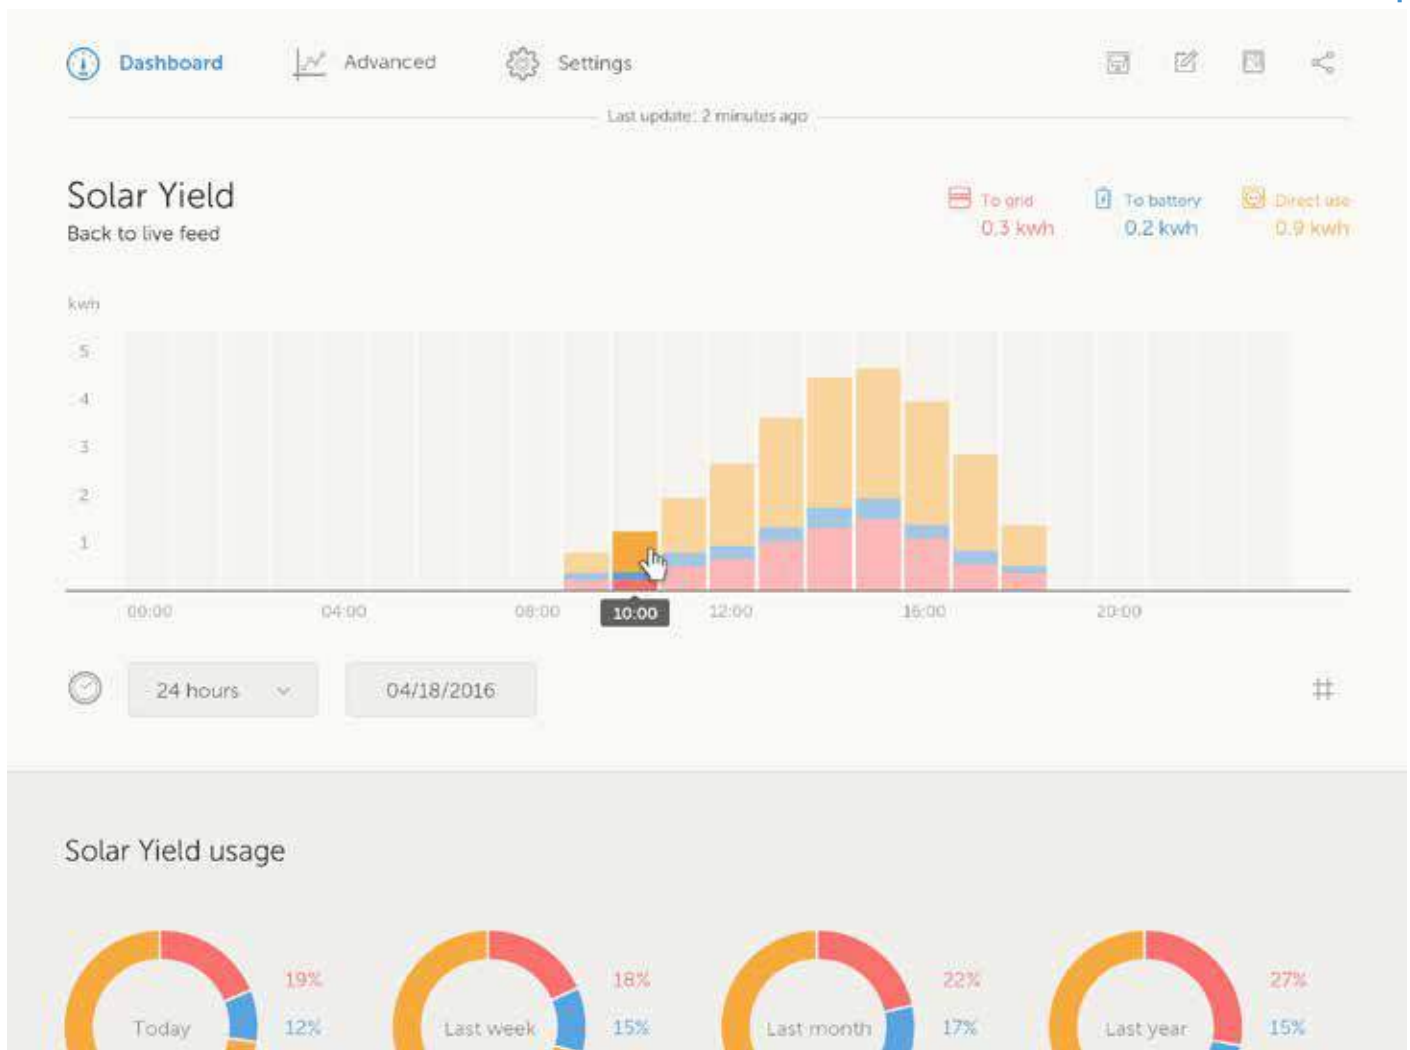 Dashboard
Advanced
Settings
Last update: 2 minutes ago
Solar Yield
Back to live feed
To grid
0.3 kwh
To battery
0.2 kwh
Direct use
0.9 kwh
kwh
5
4
3
2
1
00:00
04:00
08:00
10:00
12:00
16:00
20:00
24 hours
04/18/2016
Solar Yield usage
19%
Today
12%
18%
Last week
15%
22%
Last month
17%
27%
Last year
15%